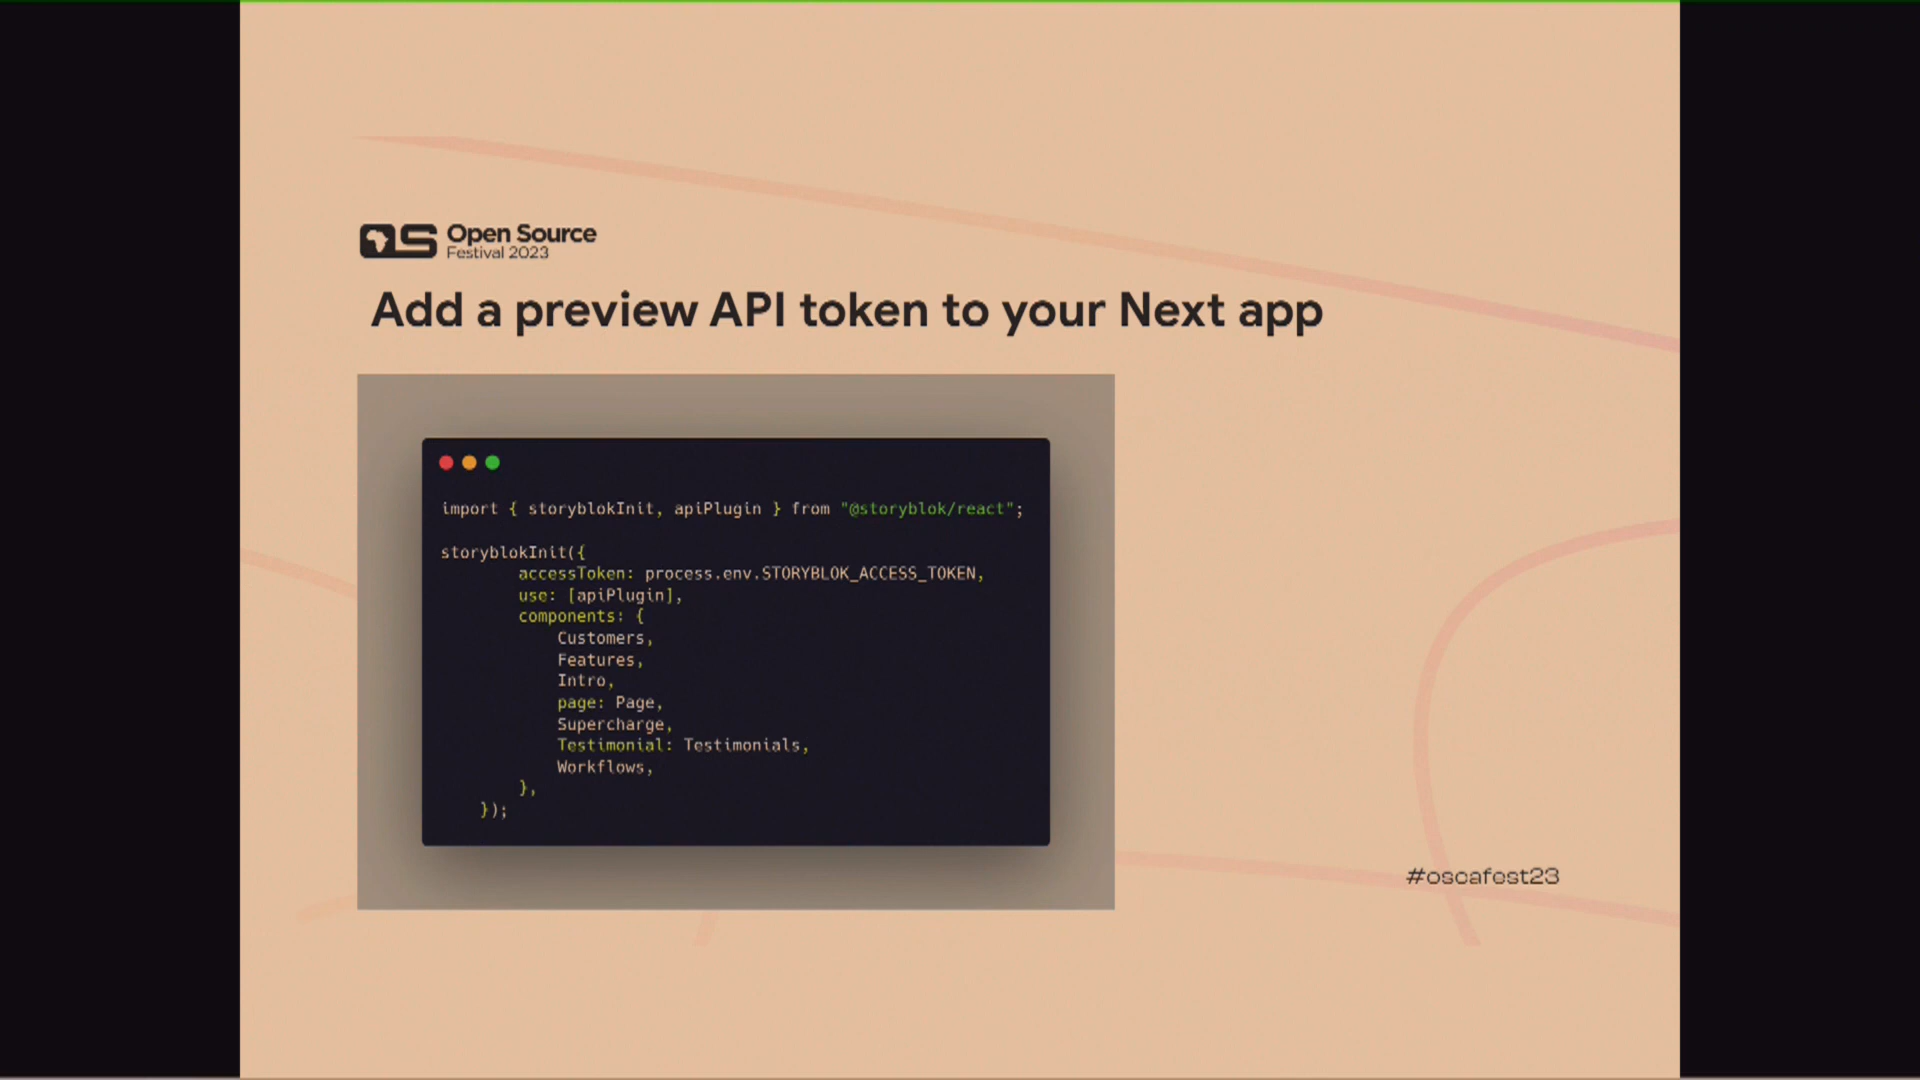 Open Source
Festival 2023
Add a preview API token to your Next app
import { storyblokInit, apiPlugin } from "@storyblok/react";
storyblokInit({
accessToken: process.env.STORYBLOK_ACCESS_TOKEN,
use: [apiPlugin],
components: {
Customers,
Features,
Intro,
page: Page,
Supercharge,
Testimonial: Testimonials,
Workflows,
},
});
#oscafest23